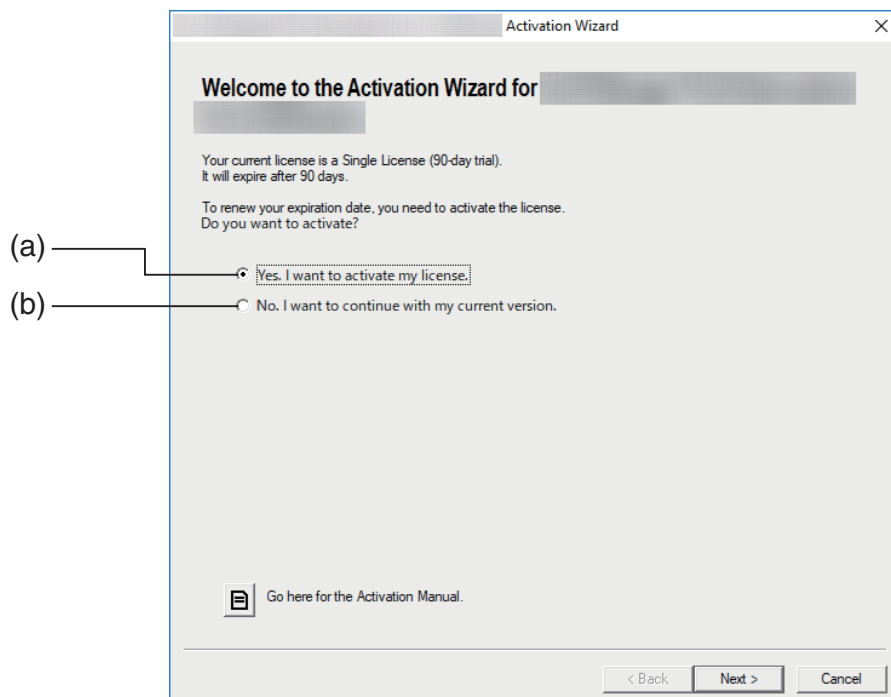 Activation Wizard
Welcome to the Activation Wizard for
Your current license is a Single License (90-day trial).
It will expire after 90 days.
To renew your expiration date, you need to activate the license.
Do you want to activate?
(a)
Yes. I want to activate my license.
(b)
No. I want to continue with my current version.
Go here for the Activation Manual.
< Back
Next >
Cancel